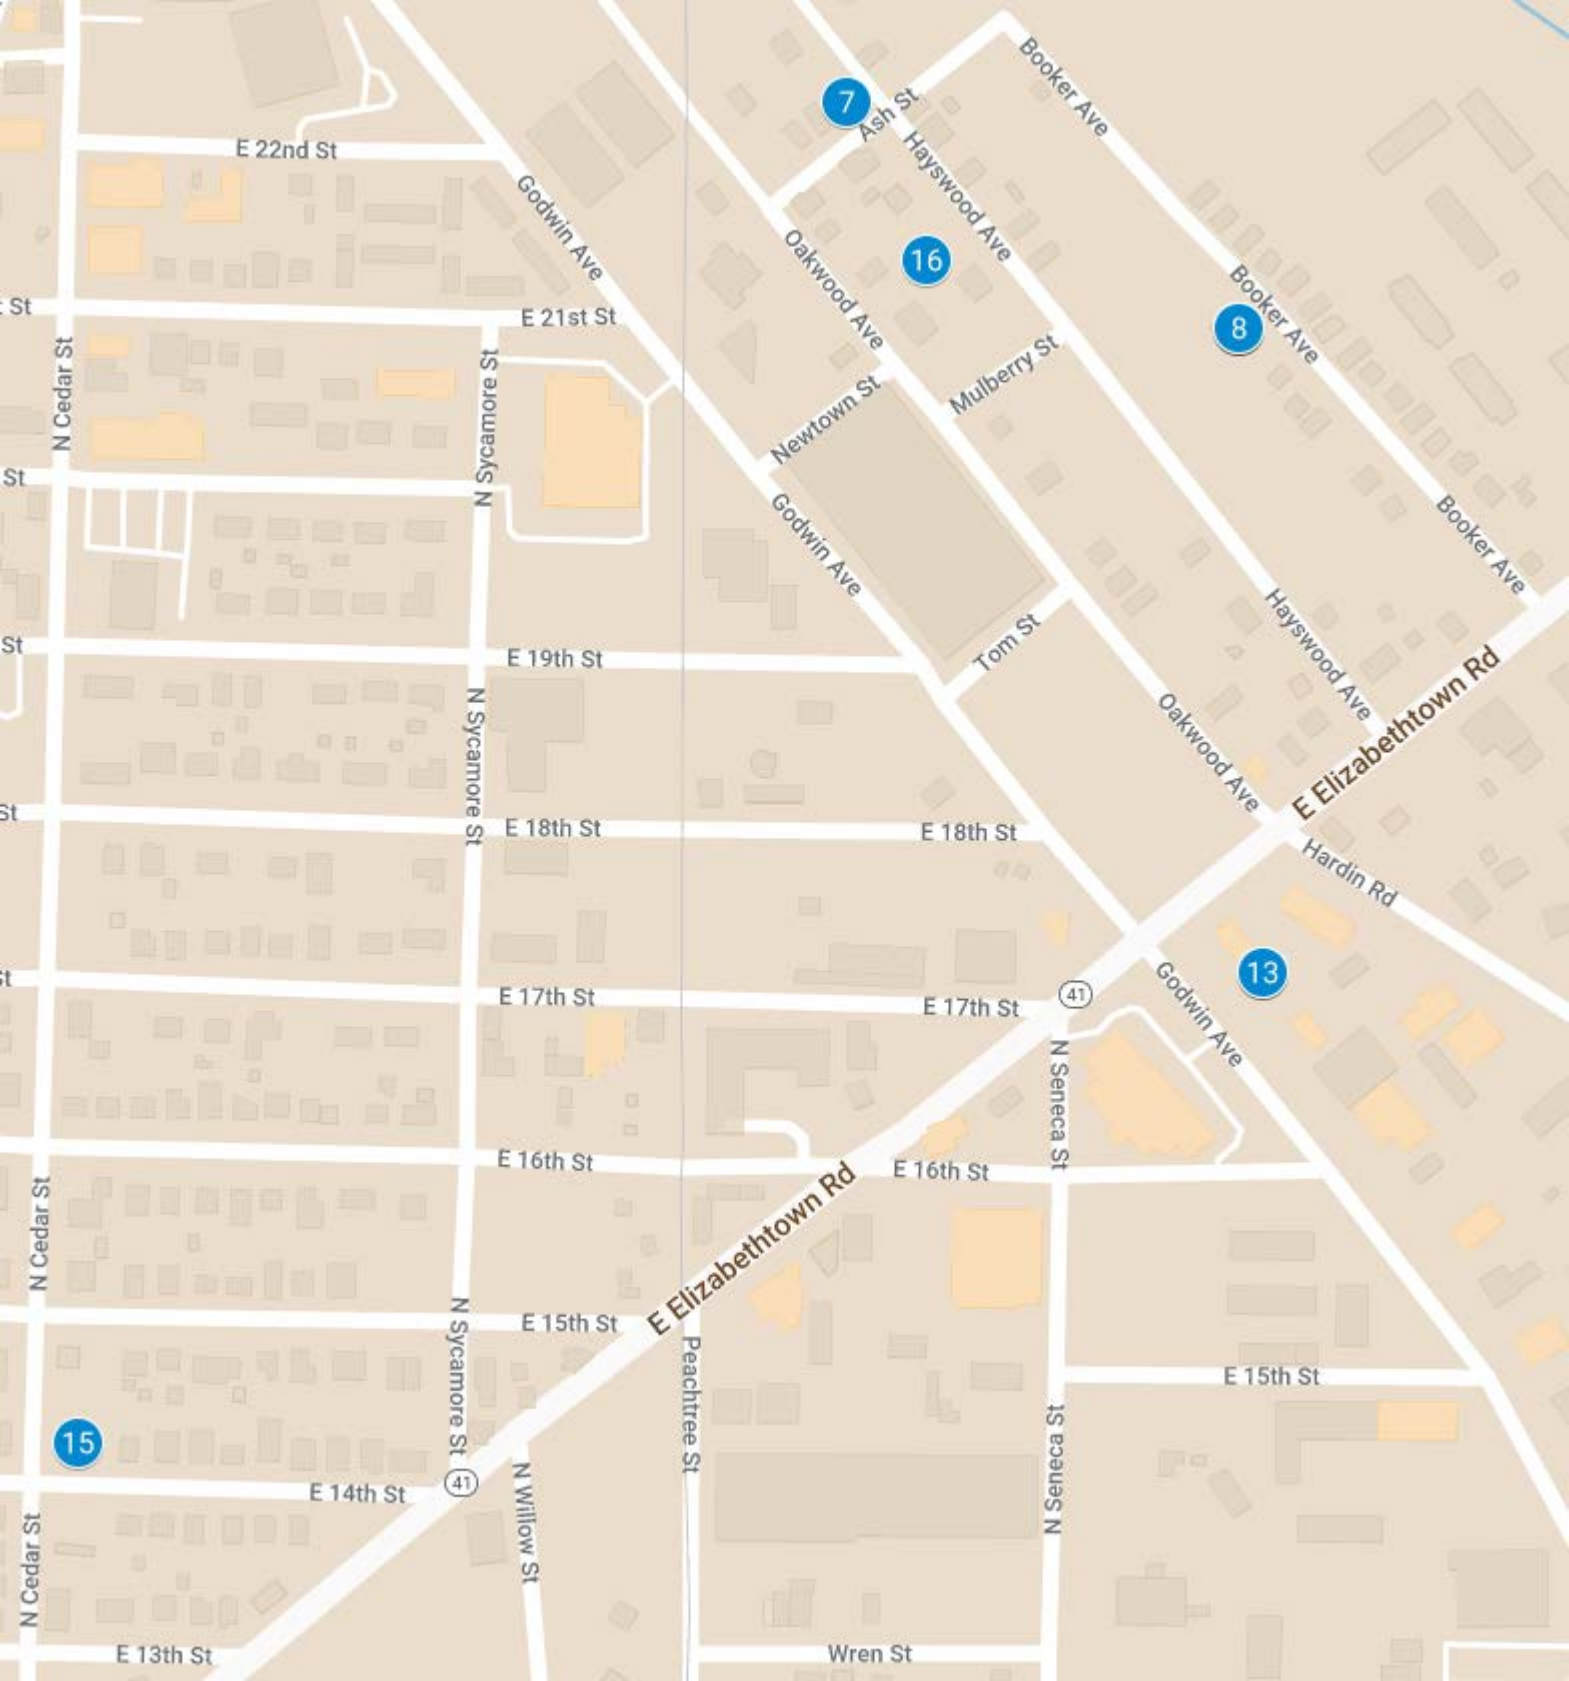 Booker Ave
7
Ash St
E 22nd St
Hayswood Ave
Godwin Ave
16
Oakwood Ave
Booker Ave
8
St
E 21st St
N Cedar St
N Sycamore St
Mulberry St
Newtown St
St
Godwin Ave
Booker Ave
Hayswood Ave
St
E 19th St
Tom St
E Elizabethtown Rd
Oakwood Ave
N Sycamore St
St
E 18th St
E 18th St
Hardin Rd
13
St
E 17th St
E 17th St
41
Godwin Ave
N Seneca St
E 16th St
E 16th St
N Cedar St
E Elizabethtown Rd
E 15th St
N Sycamore St
Peachtree St
E 15th St
15
N Seneca St
41
E 14th St
N Willow St
N Cedar St
E 13th St
Wren St